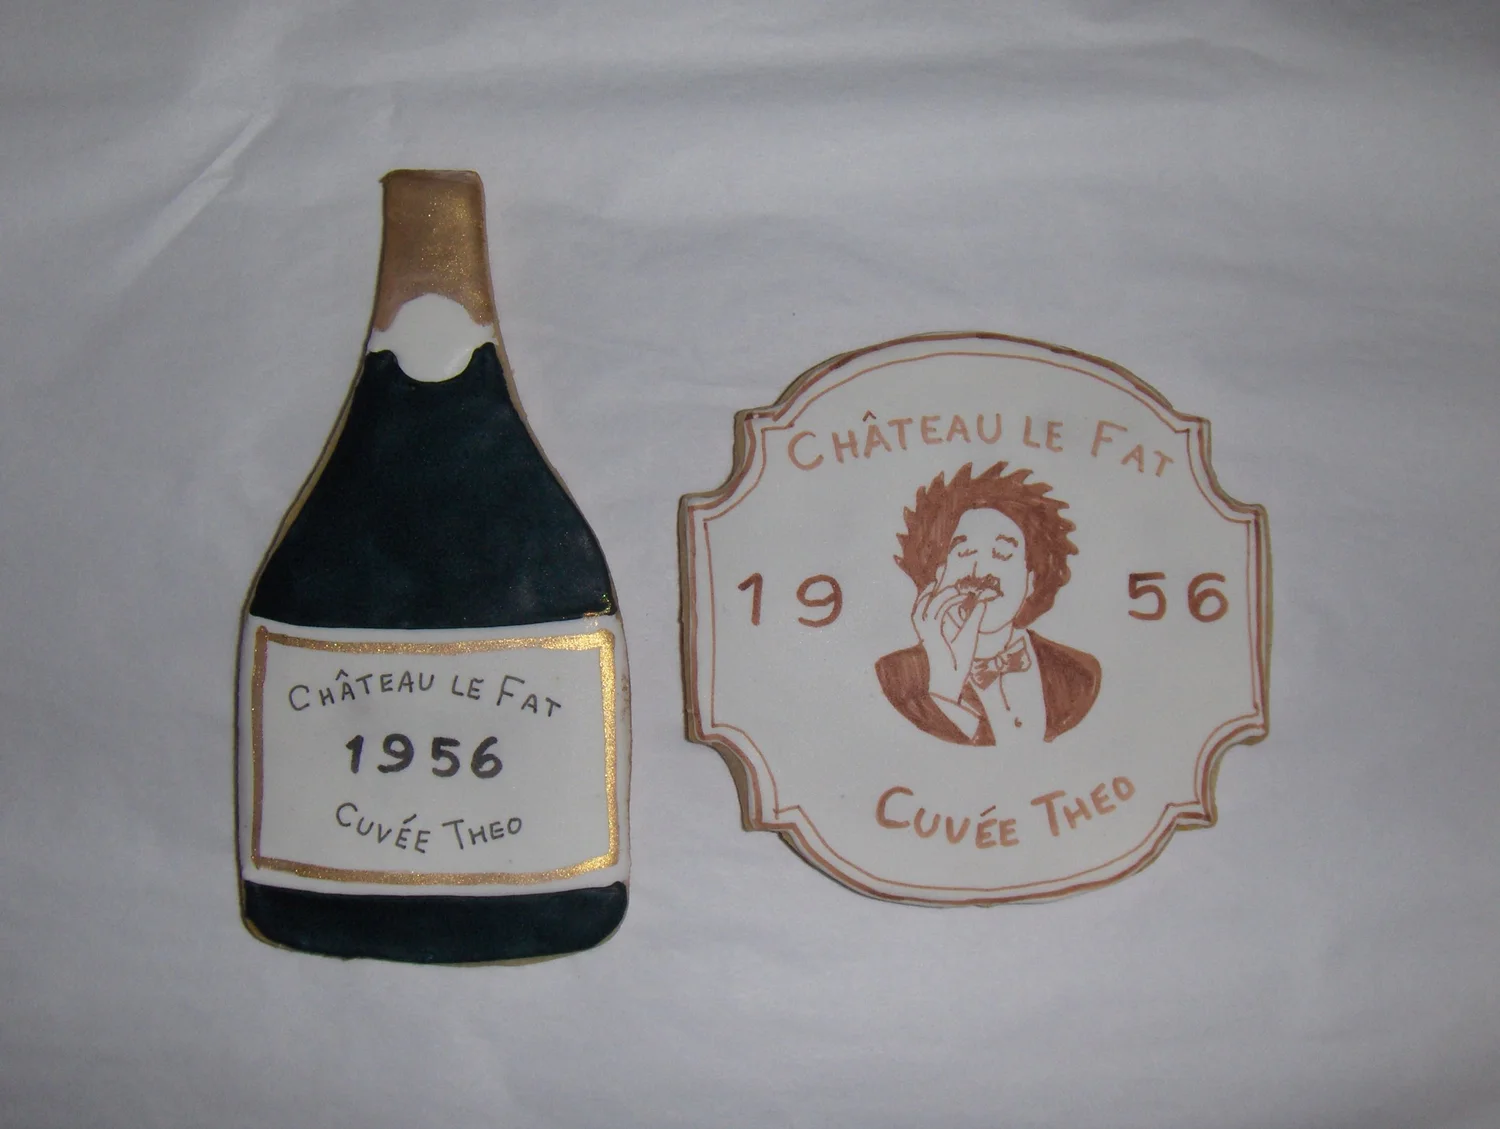 CHÂTEAU LE FAT
1956
CUVÉE THEO
CHÂTEAU LE FAT
19 56
CUVÉE THEO